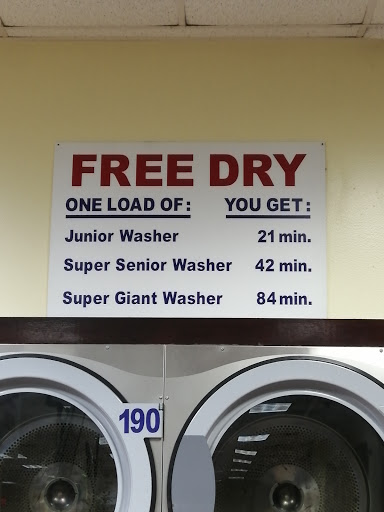 FREE DRY
ONE LOAD OF: YOU GET:
Junior Washer 21 min.
Super Senior Washer 42 min.
Super Giant Washer 84 min.
190